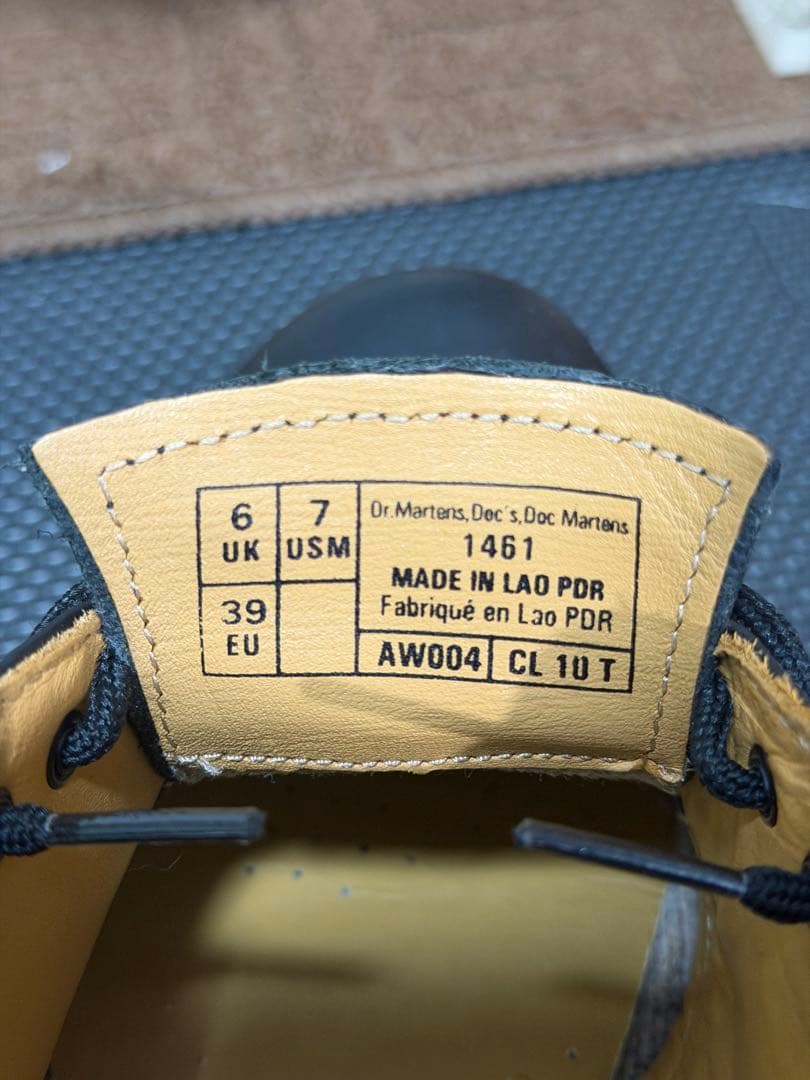 6
UK
7
USM
39
EU
Dr.Martens,Doc's,Doc Martens
1461
MADE IN LAO PDR
Fabriqué en Lao PDR
AW004
CL 10 T